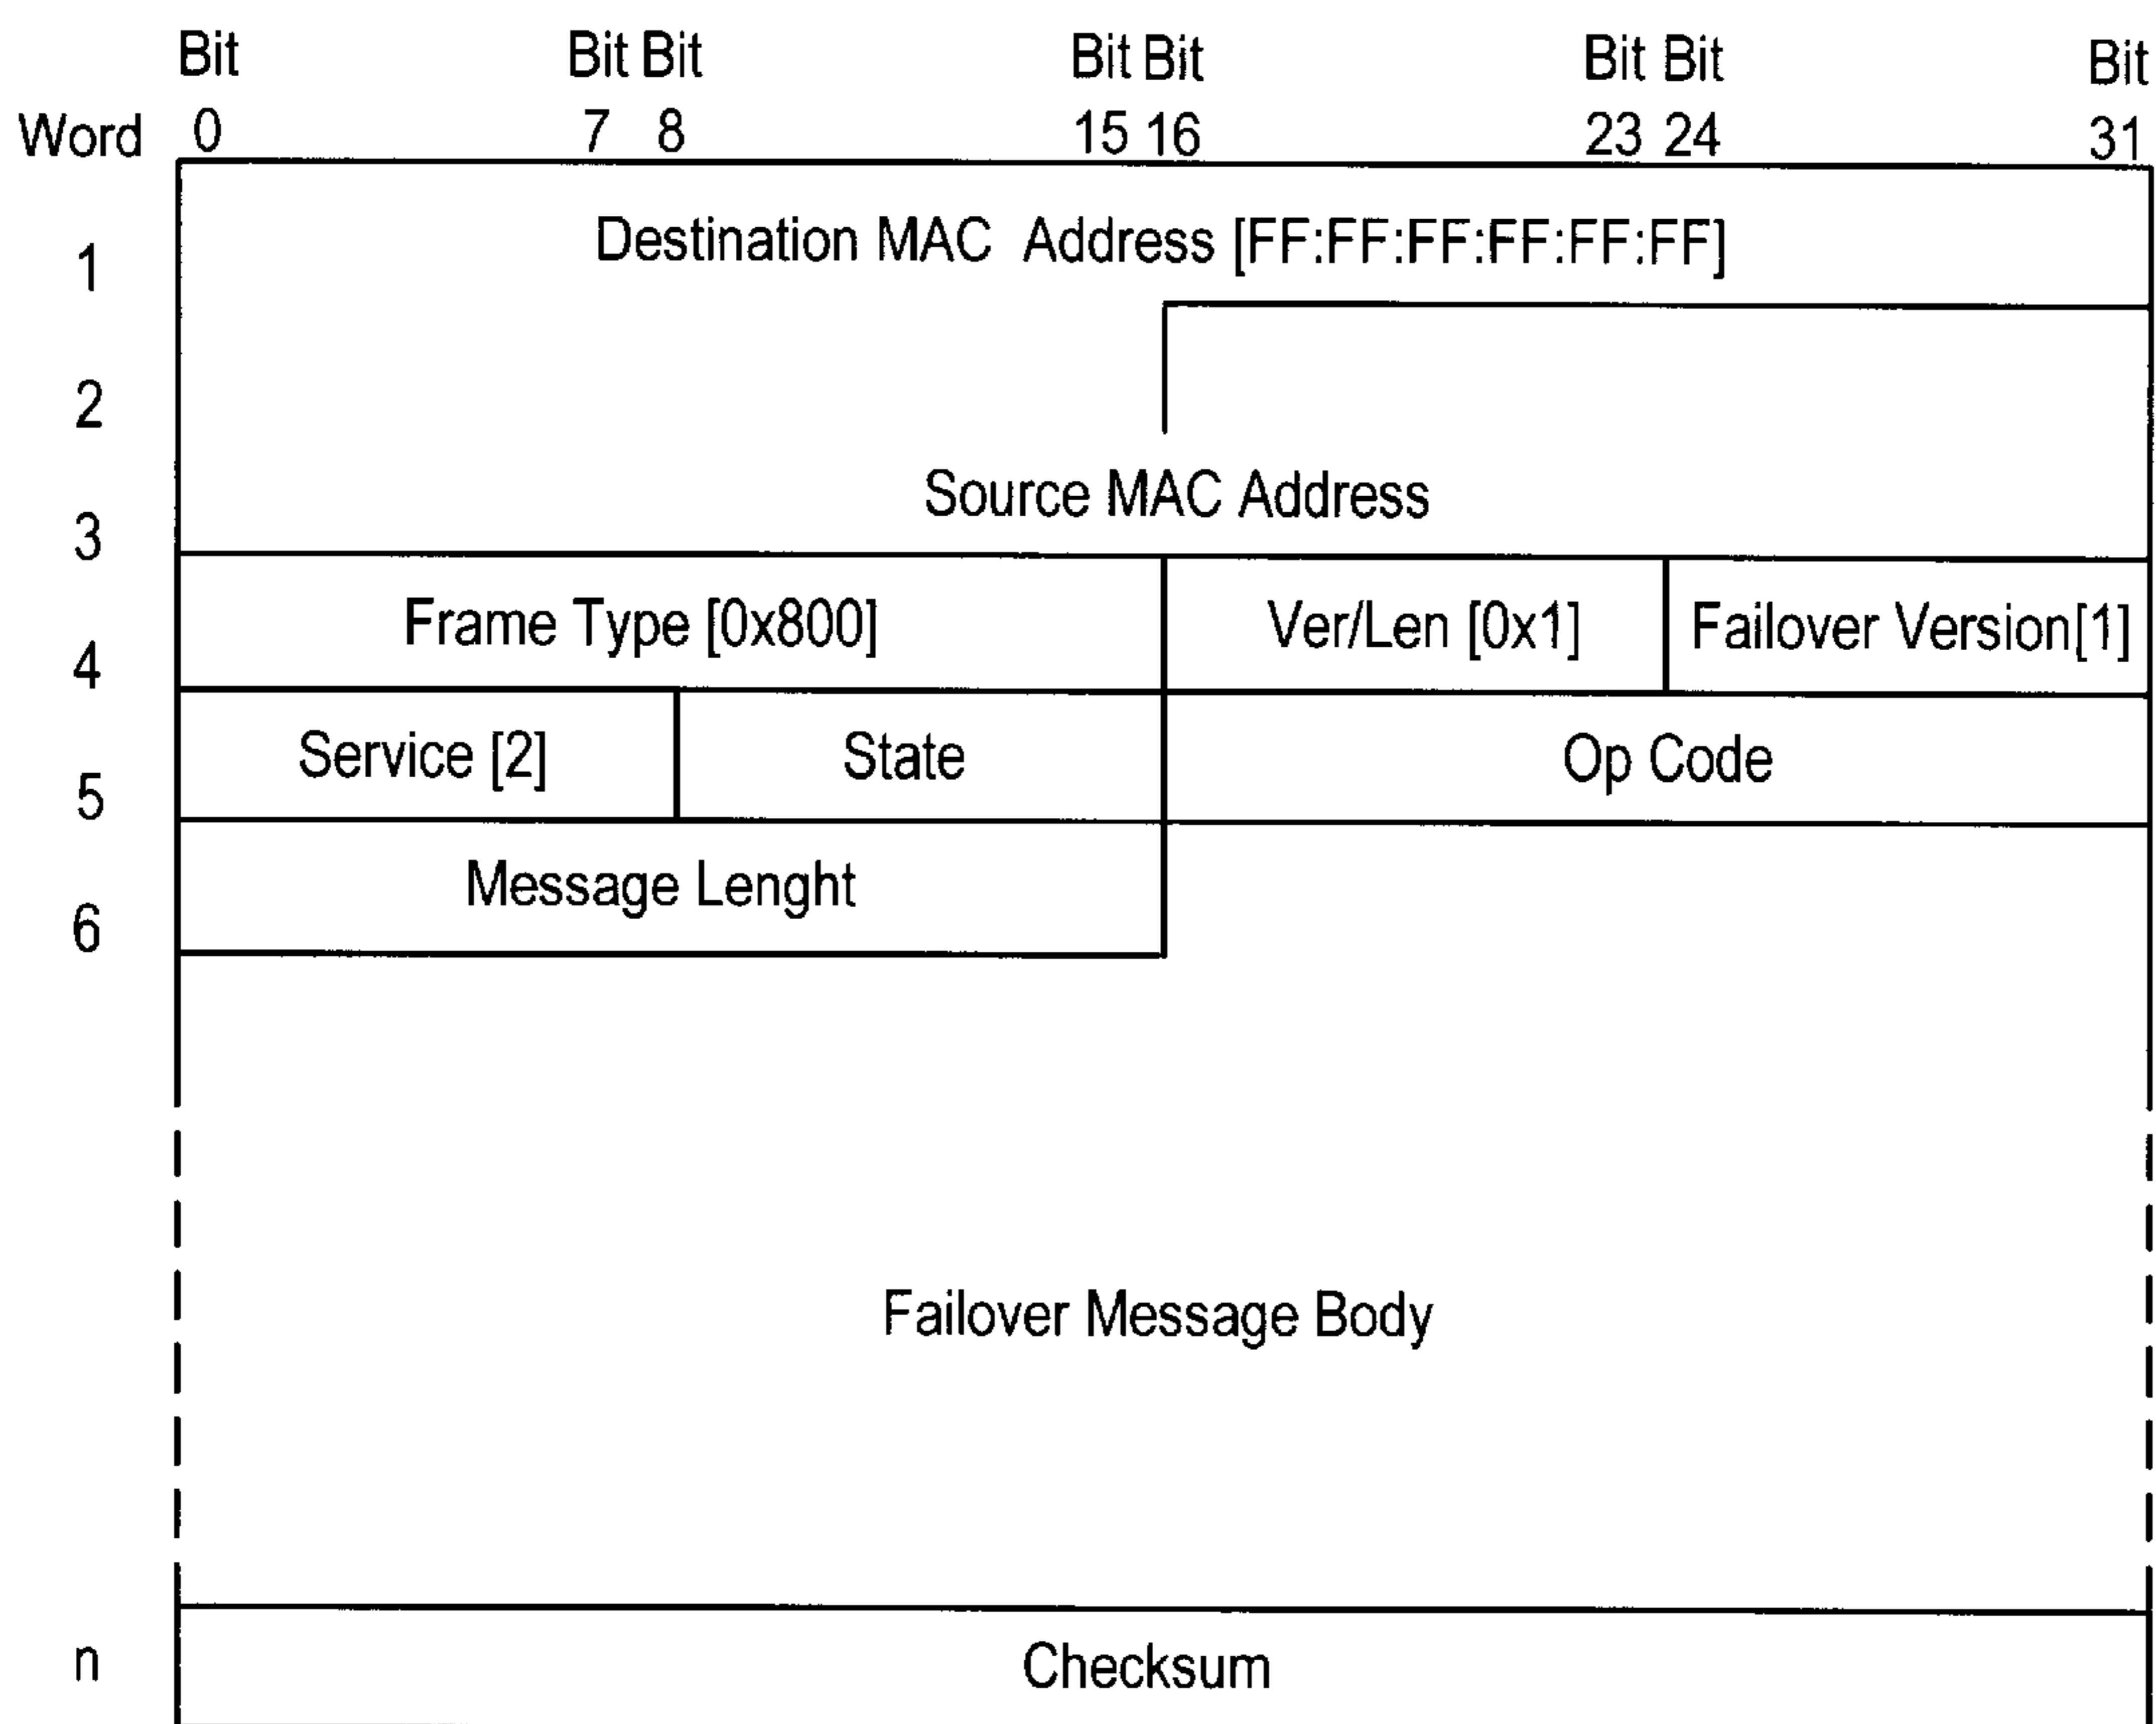 Bit Bit Bit Bit Bit Bit Bit Bit
Word 0 7 8 15 16 23 24 31
1 Destination MAC Address [FF:FF:FF:FF:FF:FF]
2
Source MAC Address
3
Frame Type [0x800] Ver/Len [0x1] Failover Version[1]
4
Service [2] State Op Code
5
Message Lenght
6
Failover Message Body
n Checksum